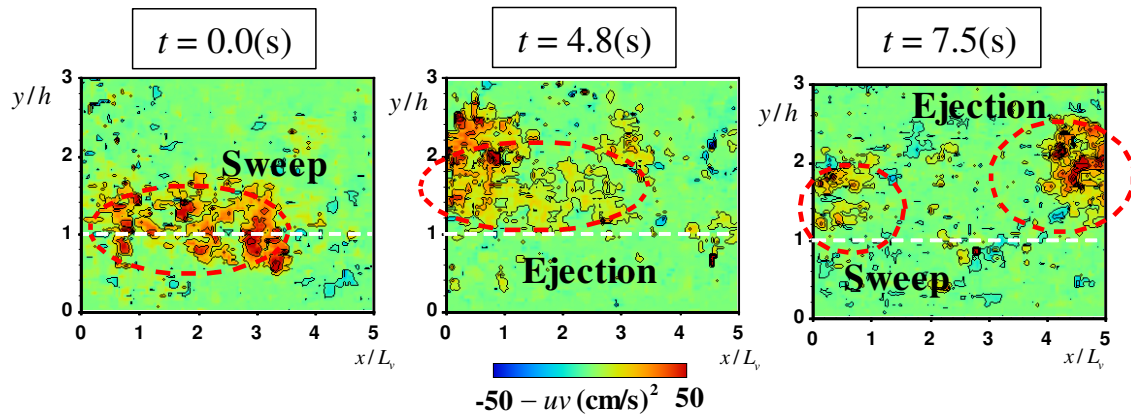 t = 0.0(s)
t = 4.8(s)
t = 7.5(s)
3
y/h
2
1
0
Sweep
0 1 2 3 4 5
x/L_v
3
2
1
0
Ejection
0 1 2 3 4 5
x/L_v
3
y/h
2
1
0
Ejection
Sweep
0 1 2 3 4 5
x/L_v
-50 – uv (cm/s)² 50